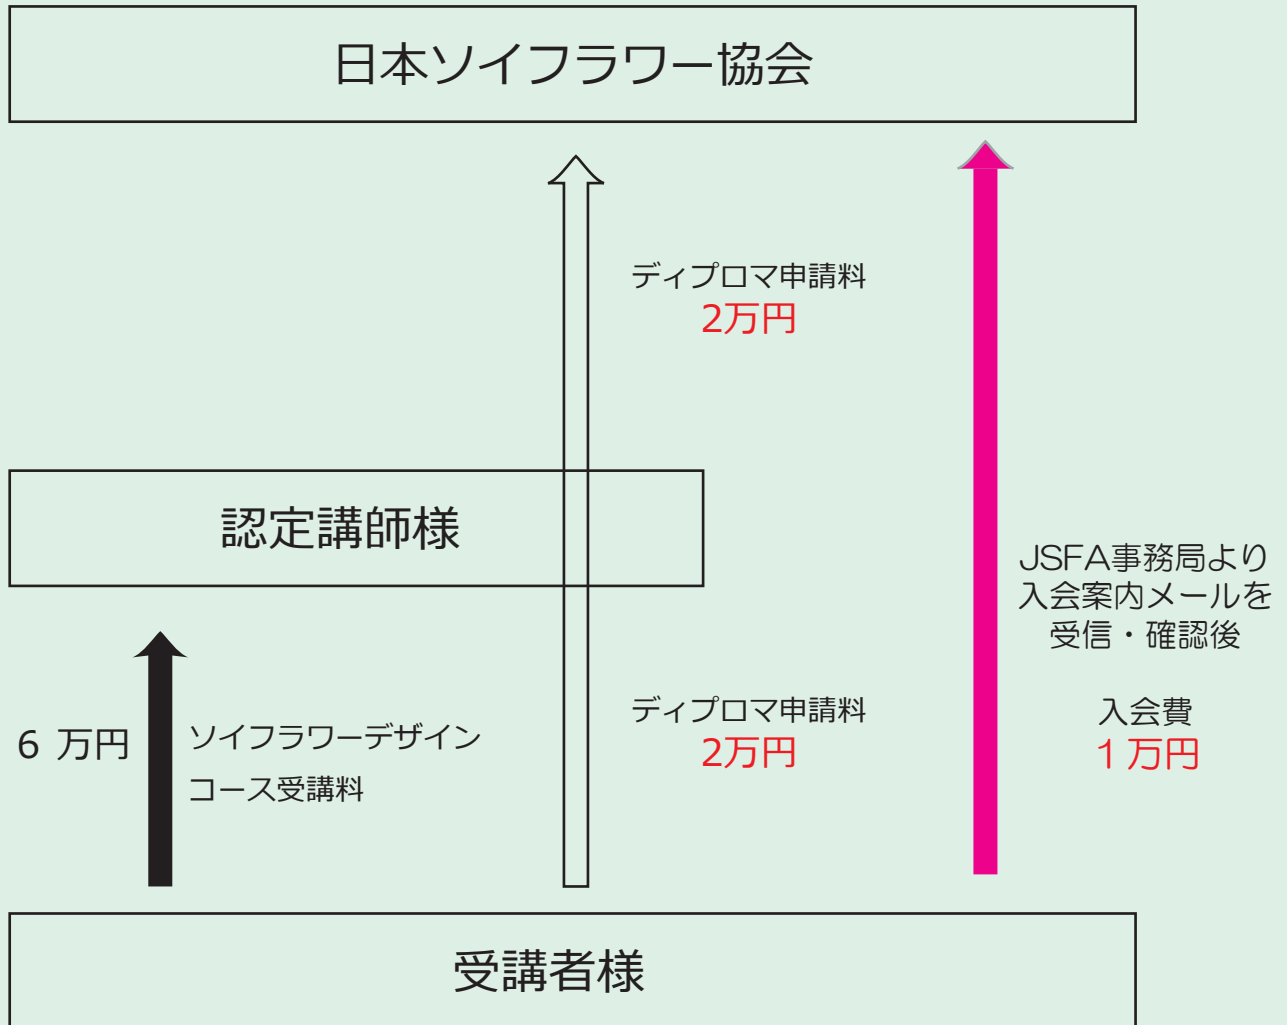 日本ソイフラワー協会
ディプロマ申請料
2万円
認定講師様
JSFA事務局より
入会案内メールを
受信・確認後
6 万円
ソイフラワーデザイン
コース受講料
ディプロマ申請料
2万円
入会費
1万円
受講者様